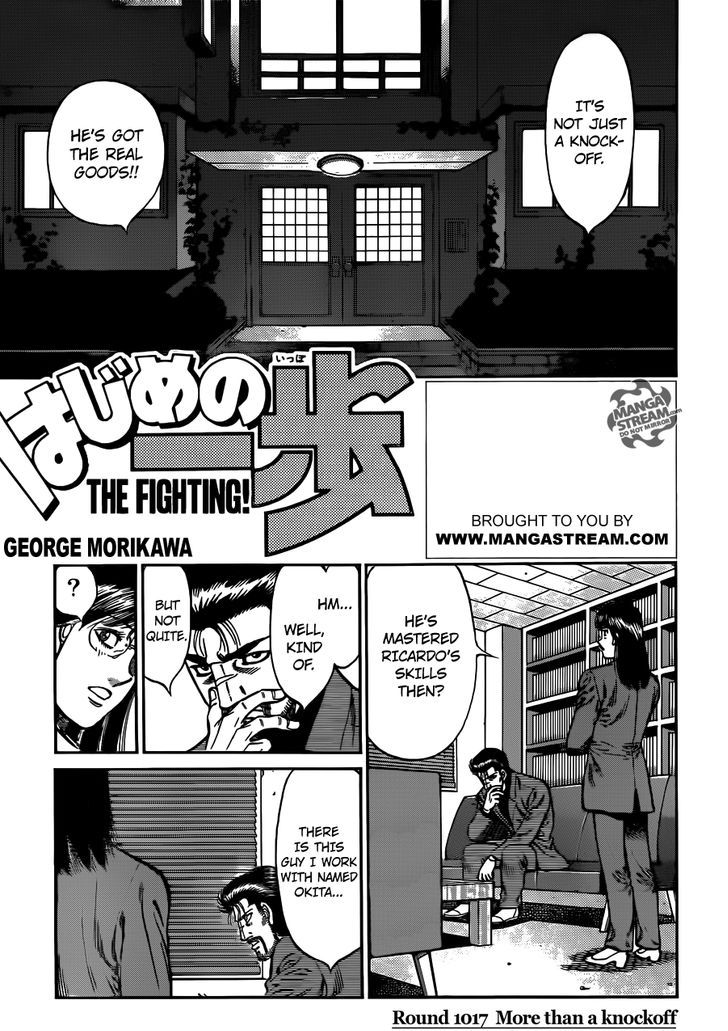 IT'S
NOT JUST
A KNOCK-
OFF.
HE'S GOT
THE REAL
GOODS!!
はじめの
いっぽ
一歩
THE FIGHTING!
GEORGE MORIKAWA
MANGA
STREAM.com
DO NOT MIRROR
BROUGHT TO YOU BY
WWW.MANGASTREAM.COM
HE'S
MASTERED
RICARDO'S
SKILLS
THEN?
HM...
WELL,
KIND
OF.
BUT
NOT
QUITE.
?
THERE
IS THIS
GUY I WORK
WITH NAMED
OKITA...
Round 1017 More than a knockoff